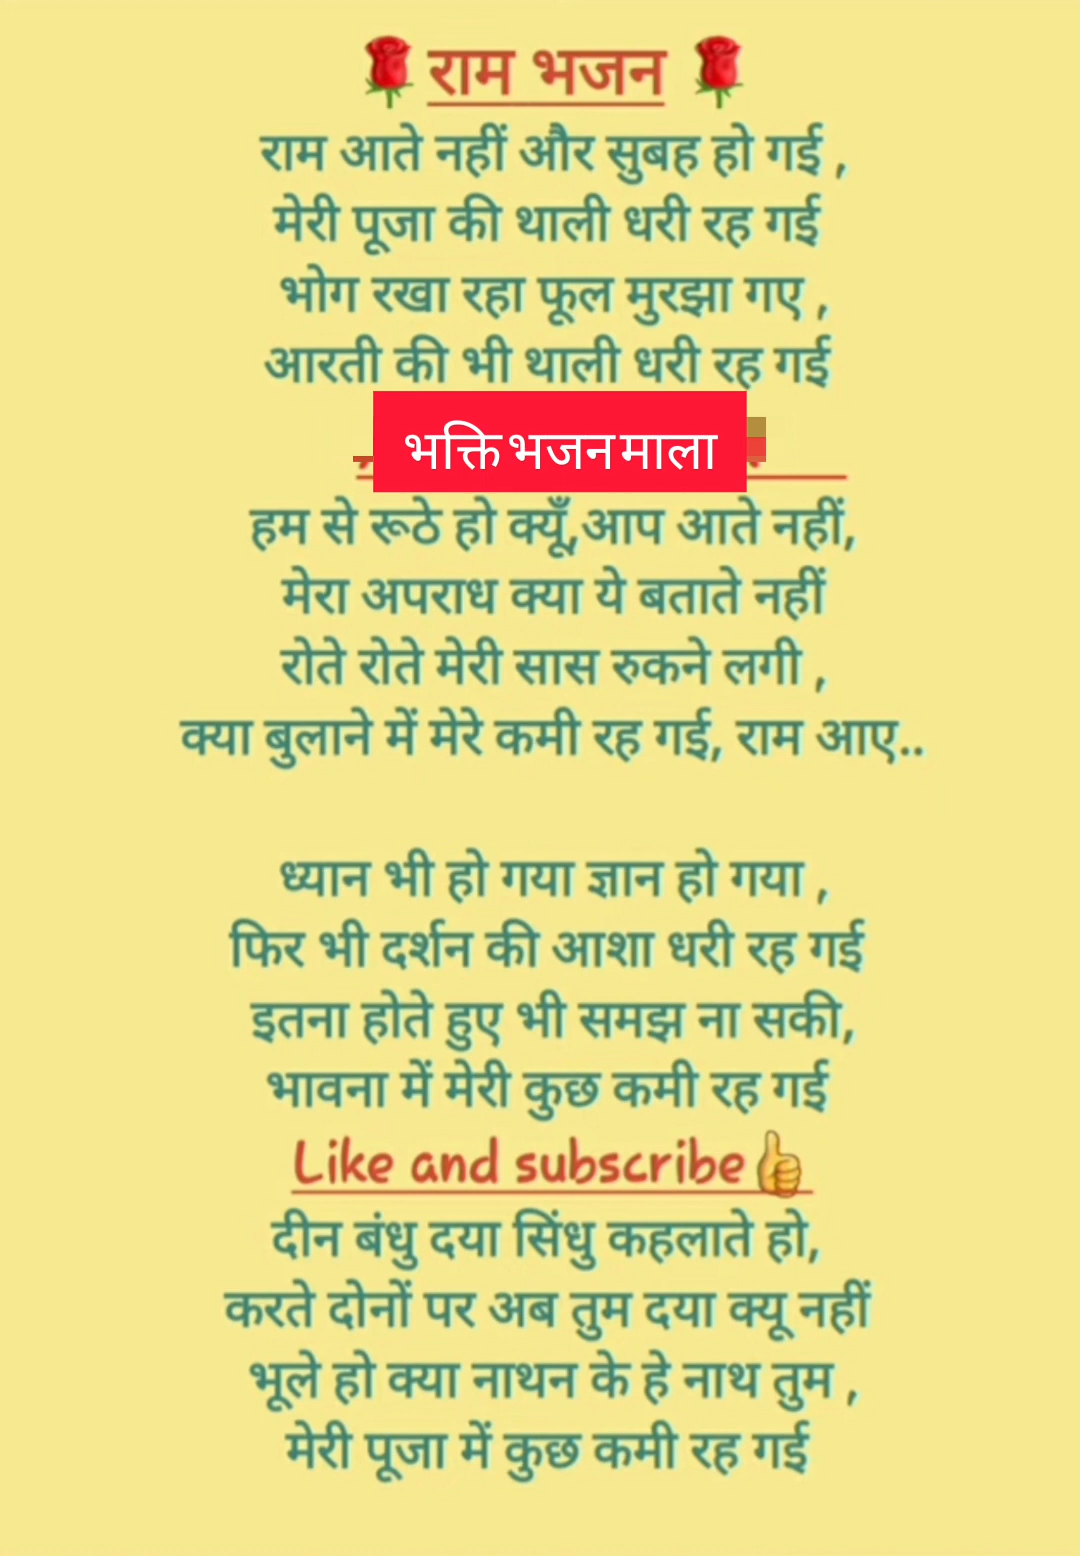 🌹राम भजन 🌹
राम आते नहीं और सुबह हो गई ,
मेरी पूजा की थाली धरी रह गई
भोग रखा रहा फूल मुरझा गए ,
आरती की भी थाली धरी रह गई
भक्ति भजन माला
हम से रूठे हो क्यूँ,आप आते नहीं,
मेरा अपराध क्या ये बताते नहीं
रोते रोते मेरी सास रुकने लगी ,
क्या बुलाने में मेरे कमी रह गई, राम आए..
ध्यान भी हो गया ज्ञान हो गया ,
फिर भी दर्शन की आशा धरी रह गई
इतना होते हुए भी समझ ना सकी,
भावना में मेरी कुछ कमी रह गई
Like and subscribe👍
दीन बंधु दया सिंधु कहलाते हो,
करते दोनों पर अब तुम दया क्यू नहीं
भूले हो क्या नाथन के हे नाथ तुम ,
मेरी पूजा में कुछ कमी रह गई